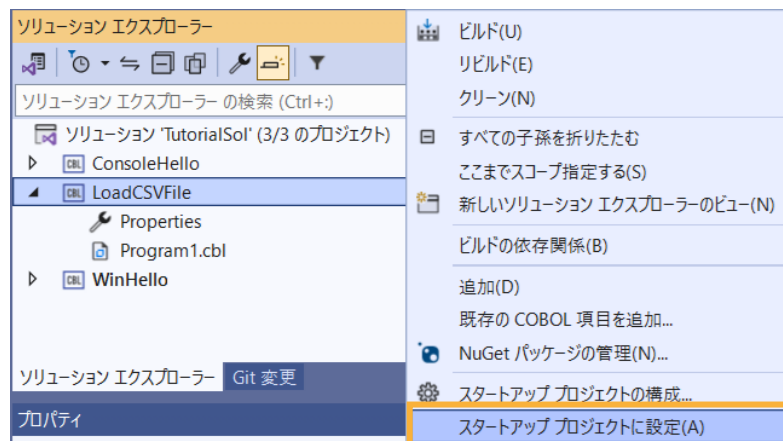 ソリューション エクスプローラー
ソリューション エクスプローラー の検索 (Ctrl+:)
ソリューション 'TutorialSol' (3/3 のプロジェクト)
CBL ConsoleHello
CBL LoadCSVFile
Properties
Program1.cbl
CBL WinHello
ソリューション エクスプローラー Git 変更
プロパティ
ビルド(U)
リビルド(E)
クリーン(N)
すべての子孫を折りたたむ
ここまでスコープ指定する(S)
新しいソリューション エクスプローラーのビュー(N)
ビルドの依存関係(B)
追加(D)
既存の COBOL 項目を追加...
NuGet パッケージの管理(N)...
スタートアップ プロジェクトの構成...
スタートアップ プロジェクトに設定(A)